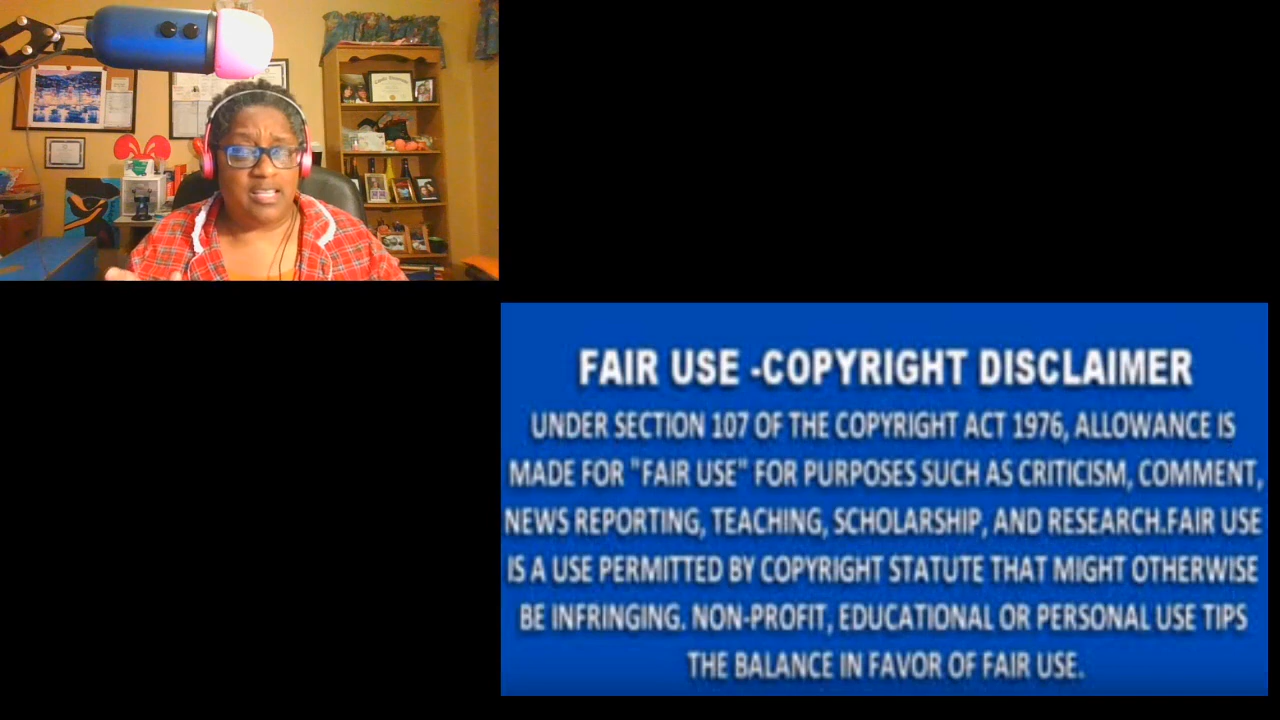 FAIR USE -COPYRIGHT DISCLAIMER
UNDER SECTION 107 OF THE COPYRIGHT ACT 1976, ALLOWANCE IS
MADE FOR "FAIR USE" FOR PURPOSES SUCH AS CRITICISM, COMMENT,
NEWS REPORTING, TEACHING, SCHOLARSHIP, AND RESEARCH.FAIR USE
IS A USE PERMITTED BY COPYRIGHT STATUTE THAT MIGHT OTHERWISE
BE INFRINGING. NON-PROFIT, EDUCATIONAL OR PERSONAL USE TIPS
THE BALANCE IN FAVOR OF FAIR USE.